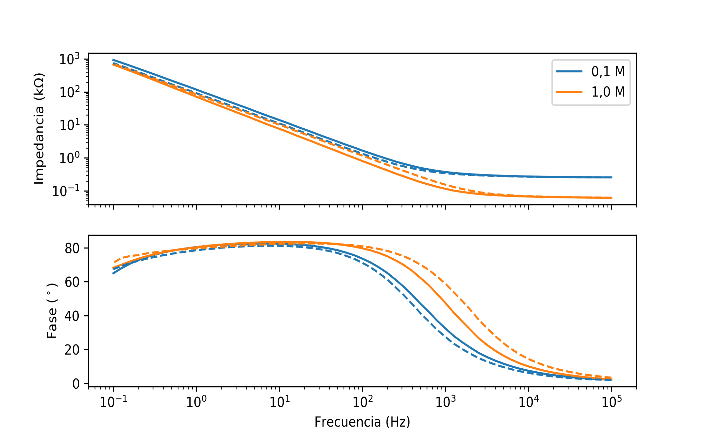 10³
10²
10¹
10⁰
10⁻¹
Impedancia (kΩ)
0,1 M
1,0 M
80
60
40
20
0
Fase (°)
10⁻¹ 10⁰ 10¹ 10² 10³ 10⁴ 10⁵
Frecuencia (Hz)